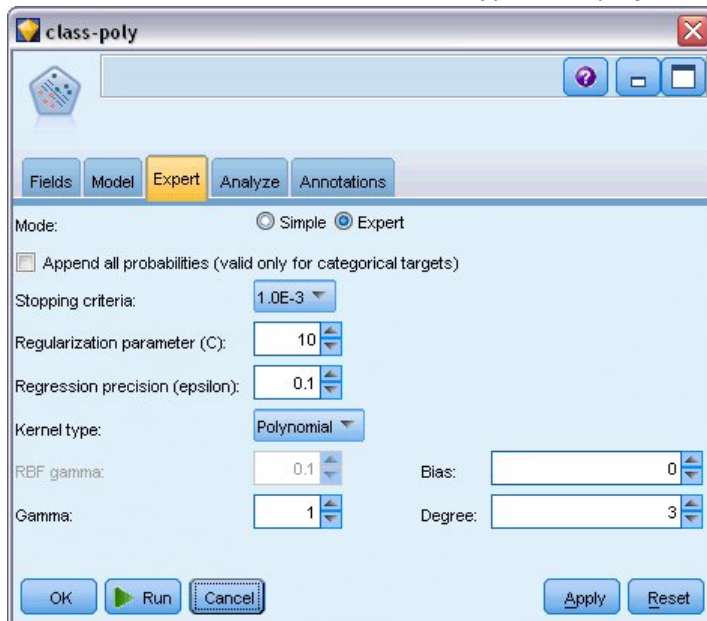 class-poly
Fields Model Expert Analyze Annotations
Mode: Simple Expert
Append all probabilities (valid only for categorical targets)
Stopping criteria: 1.0E-3
Regularization parameter (C): 10
Regression precision (epsilon): 0.1
Kernel type: Polynomial
RBF gamma: 0.1 Bias: 0
Gamma: 1 Degree: 3
OK Run Cancel Apply Reset